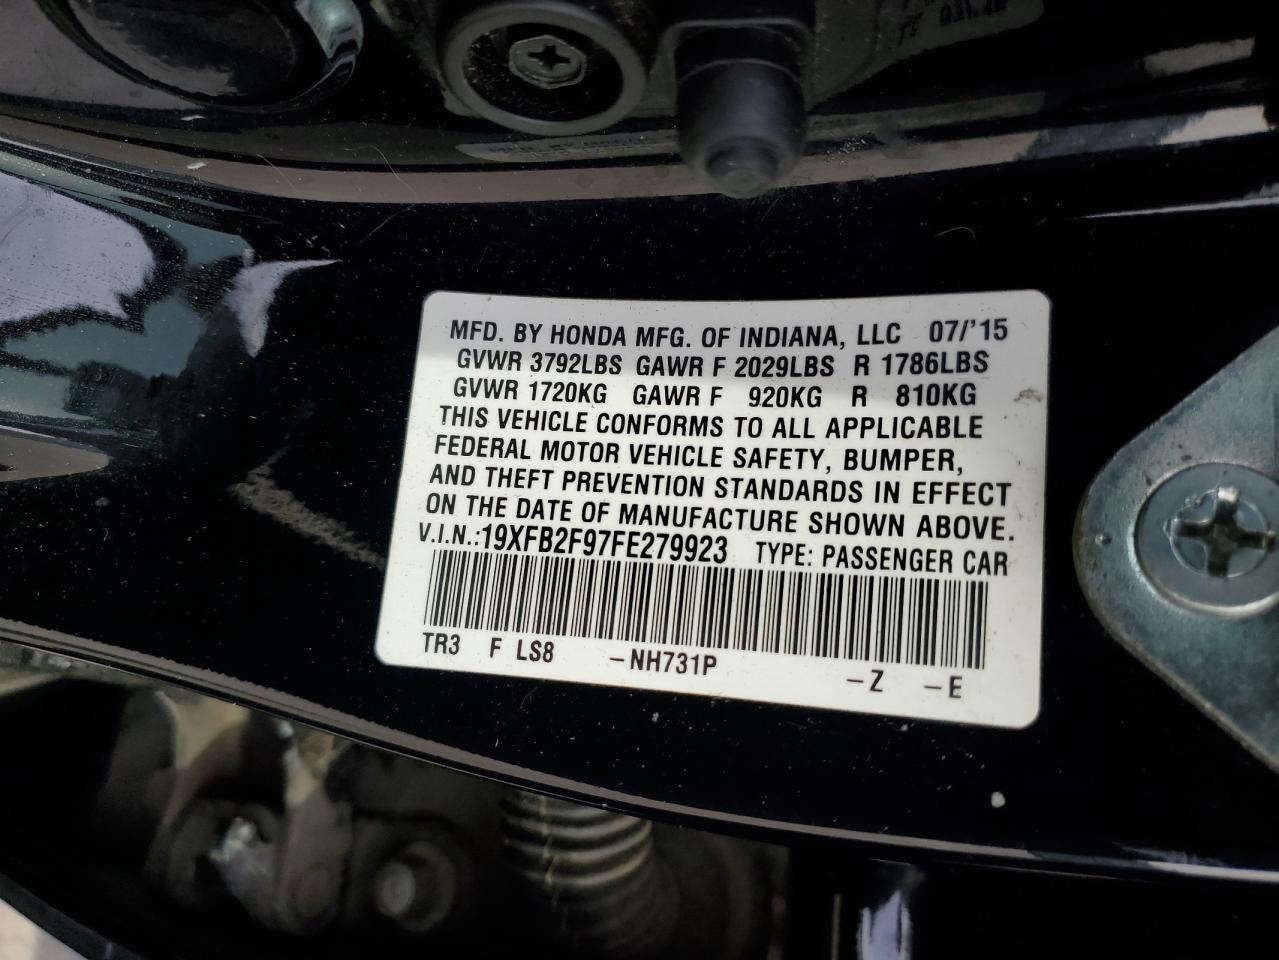 MFD. BY HONDA MFG. OF INDIANA, LLC 07/'15
GVWR 3792LBS GAWR F 2029LBS R 1786LBS
GVWR 1720KG GAWR F 920KG R 810KG
THIS VEHICLE CONFORMS TO ALL APPLICABLE
FEDERAL MOTOR VEHICLE SAFETY, BUMPER,
AND THEFT PREVENTION STANDARDS IN EFFECT
ON THE DATE OF MANUFACTURE SHOWN ABOVE.
V.I.N.:19XFB2F97FE279923 TYPE: PASSENGER CAR
TR3 F LS8 –NH731P –Z –E